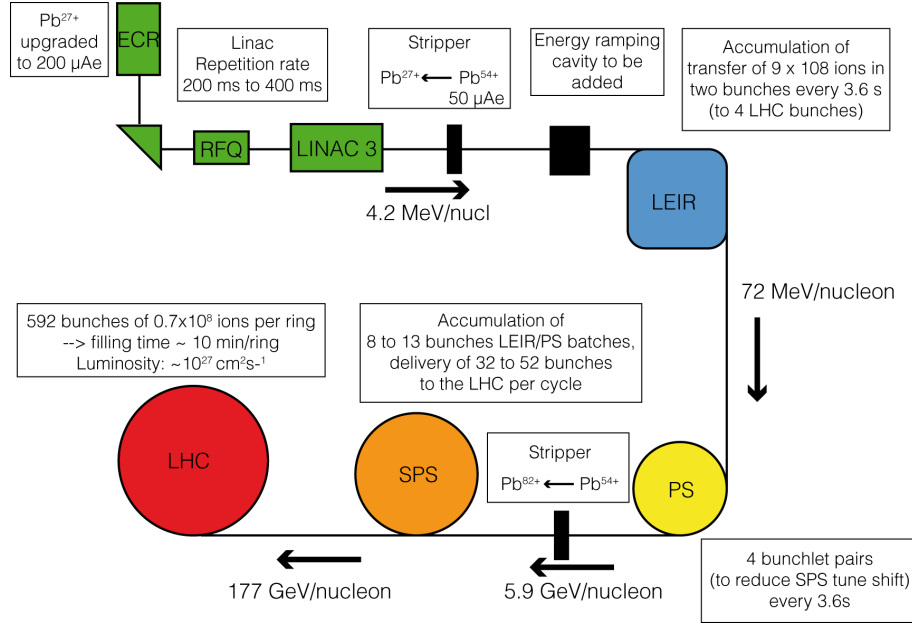 Pb27+
upgraded
to 200 µAe
ECR
Linac
Repetition rate
200 ms to 400 ms
Stripper
Pb27+ ← Pb54+
50 µAe
Energy ramping
cavity to be
added
Accumulation of
transfer of 9 x 108 ions in
two bunches every 3.6 s
(to 4 LHC bunches)
RFQ
LINAC 3
4.2 MeV/nucl
LEIR
72 MeV/nucleon
592 bunches of 0.7x10⁸ ions per ring
--> filling time ~ 10 min/ring
Luminosity: ~10²⁷ cm²s-¹
Accumulation of
8 to 13 bunches LEIR/PS batches,
delivery of 32 to 52 bunches
to the LHC per cycle
LHC
SPS
Stripper
Pb82+ ← Pb54+
PS
177 GeV/nucleon
5.9 GeV/nucleon
4 bunchlet pairs
(to reduce SPS tune shift)
every 3.6s